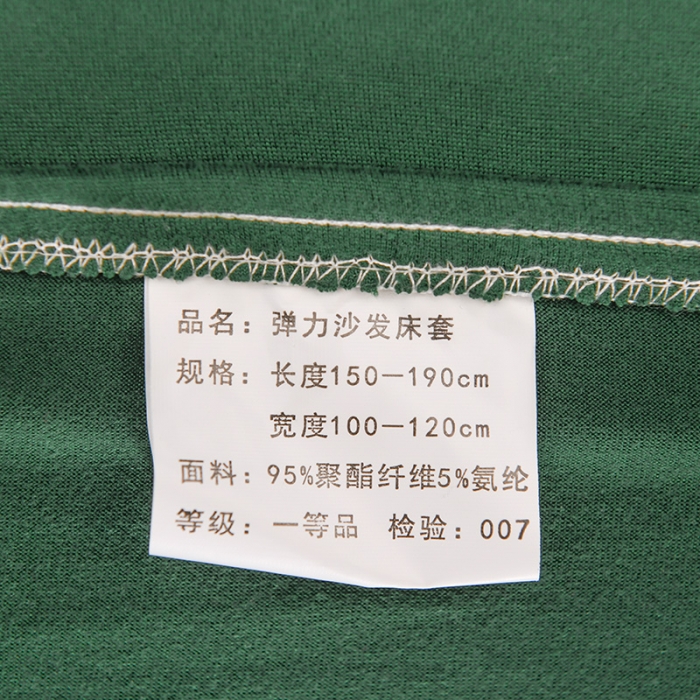 品名：弹力沙发床套
规格：长度150－190cm
宽度100－120cm
面料：95%聚酯纤维5%氨纶
等级：一等品 检验：007